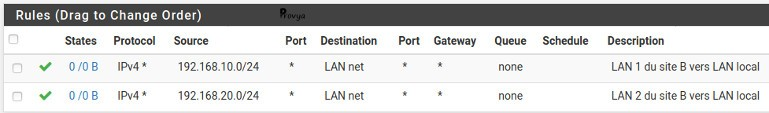 Rules (Drag to Change Order)
Provya
States Protocol Source Port Destination Port Gateway Queue Schedule Description
0 /0 B IPv4 * 192.168.10.0/24 * LAN net * * none LAN 1 du site B vers LAN local
0 /0 B IPv4 * 192.168.20.0/24 * LAN net * * none LAN 2 du site B vers LAN local